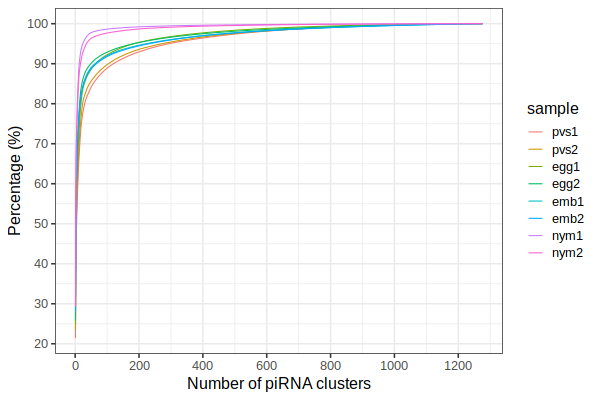 100
90
80
70
60
50
40
30
20
Percentage (%)
0 200 400 600 800 1000 1200
Number of piRNA clusters
sample
pvs1
pvs2
egg1
egg2
emb1
emb2
nym1
nym2